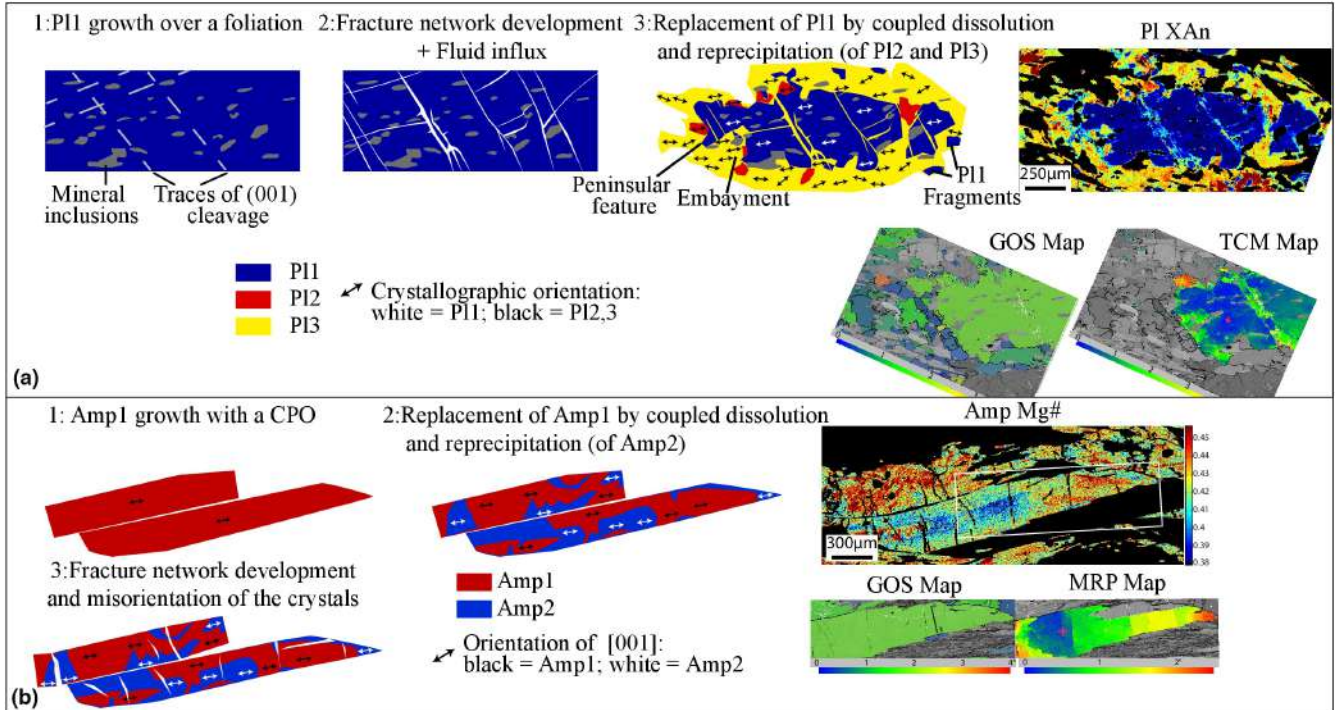 1:Pl1 growth over a foliation
2:Fracture network development
+ Fluid influx
3:Replacement of Pl1 by coupled dissolution
and reprecipitation (of Pl2 and Pl3)
Pl XAn
Mineral
inclusions
Traces of (001)
cleavage
Peninsular
feature
Embayment
Pl1
Fragments
250µm
GOS Map
TCM Map
Pl1
Pl2
Pl3
Crystallographic orientation:
white = Pl1; black = Pl2,3
(a)
1: Amp1 growth with a CPO
2:Replacement of Amp1 by coupled dissolution
and reprecipitation (of Amp2)
Amp Mg#
0.45
0.44
0.43
0.42
0.41
0.4
0.39
0.38
300µm
3:Fracture network development
and misorientation of the crystals
Amp1
Amp2
Orientation of [001]:
black = Amp1; white = Amp2
GOS Map
MRP Map
0 1 2 3 4°
0 1 2°
(b)